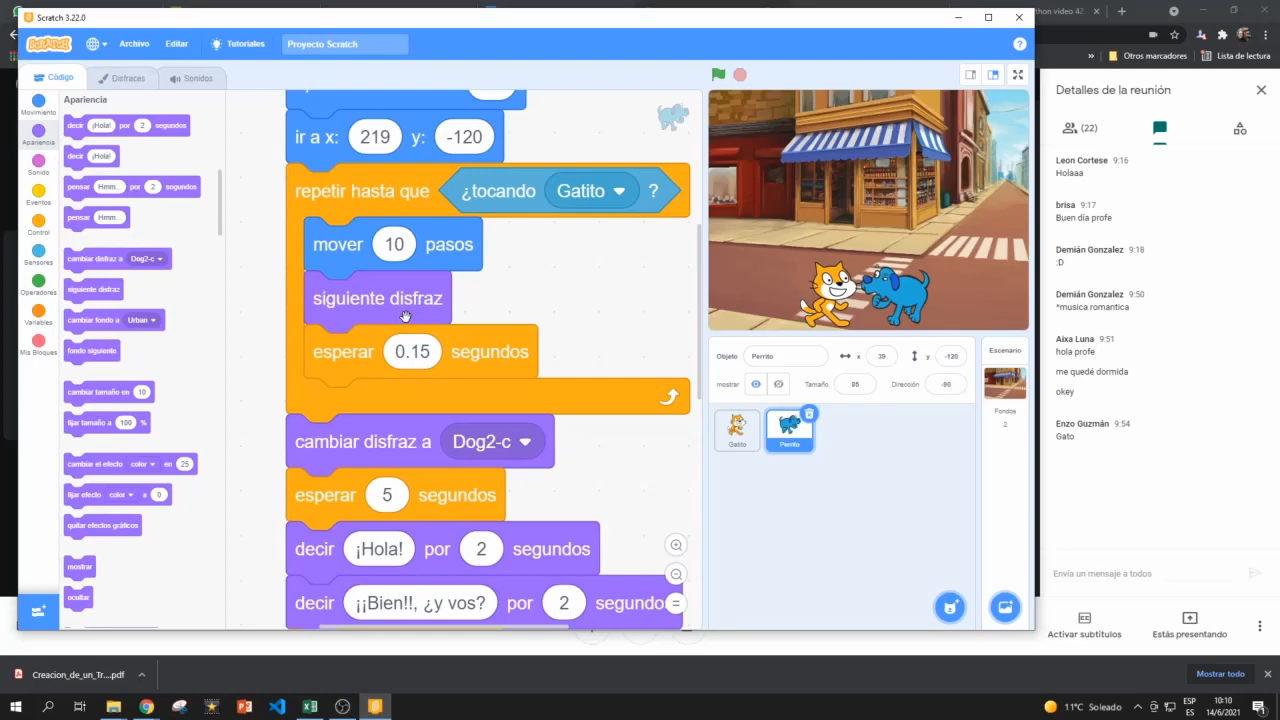 Scratch 3.22.0
SCRATCH
Archivo
Editar
Tutoriales
Proyecto Scratch
?
Código
Disfraces
Sonidos
Movimiento
Apariencia
Sonido
Eventos
Control
Sensores
Operadores
Variables
Mis Bloques
Apariencia
decir ¡Hola! por 2 segundos
decir ¡Hola!
pensar Hmm... por 2 segundos
pensar Hmm...
cambiar disfraz a Dog2-c
siguiente disfraz
cambiar fondo a Urban
fondo siguiente
cambiar tamaño en 10
fijar tamaño a 100 %
cambiar el efecto color en 25
fijar efecto color a 0
quitar efectos gráficos
mostrar
ocultar
ir a x: 219 y: -120
repetir hasta que ¿tocando Gatito ?
mover 10 pasos
siguiente disfraz
esperar 0.15 segundos
cambiar disfraz a Dog2-c
esperar 5 segundos
decir ¡Hola! por 2 segundos
decir ¡¡Bien!!, ¿y vos? por 2 segundo
Objeto Perrito x 39 y -120
mostrar Tamaño 85 Dirección -90
Gatito
Perrito
Escenario
Fondos
2
thon video 42
Otros marcadores
Lista de lectura
Detalles de la reunión
(22)
Leon Cortese 9:16
Holaaa
brisa 9:17
Buen día profe
Demián Gonzalez 9:18
:D
Demián Gonzalez 9:50
*musica romantica
Aixa Luna 9:51
hola profe
me quedé dormida
okey
Enzo Guzmán 9:54
Gato
Envía un mensaje a todos
Activar subtítulos
Estás presentando
Creacion_de_un_Tr....pdf
Mostrar todo
11°C Soleado
ESP
ES
10:10
14/6/2021